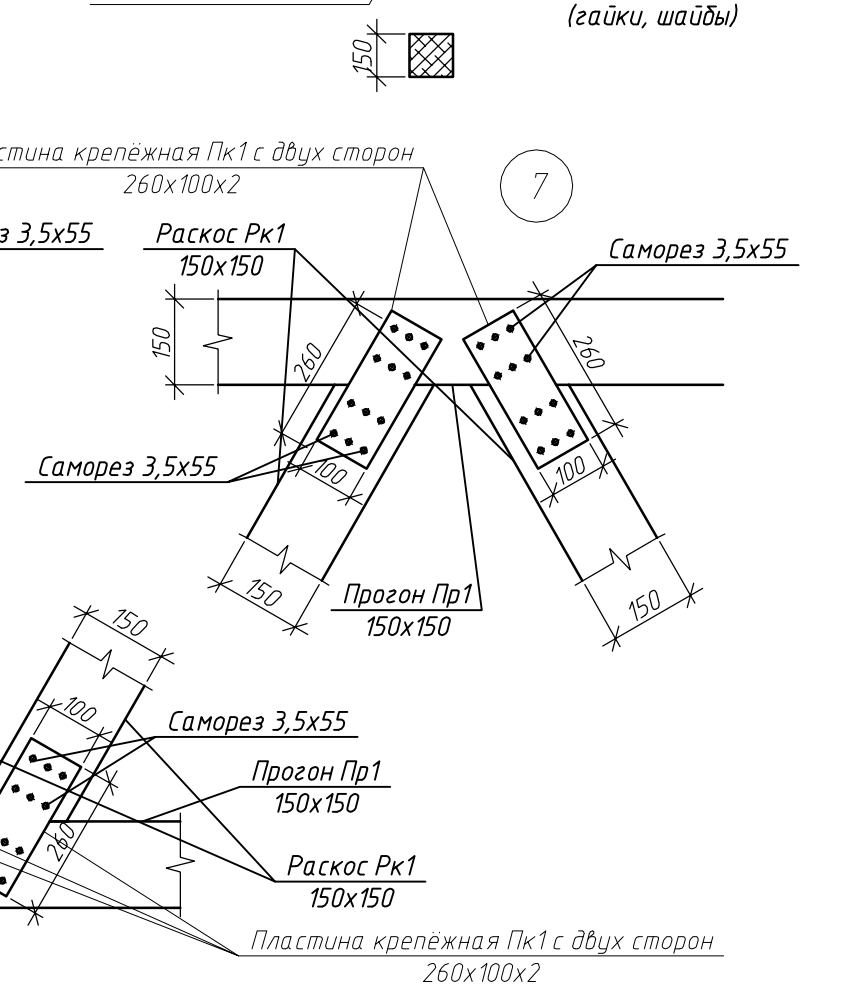 (гайки, шайбы)
150
стина крепёжная Пк1 с двух сторон
260х100х2
7
з 3,5х55
Раскос Рк1
150х150
Саморез 3,5х55
150
260
260
Саморез 3,5х55
100
100
150
Прогон Пр1
150х150
150
150
100
Саморез 3,5х55
Прогон Пр1
150х150
260
Раскос Рк1
150х150
Пластина крепёжная Пк1 с двух сторон
260х100х2